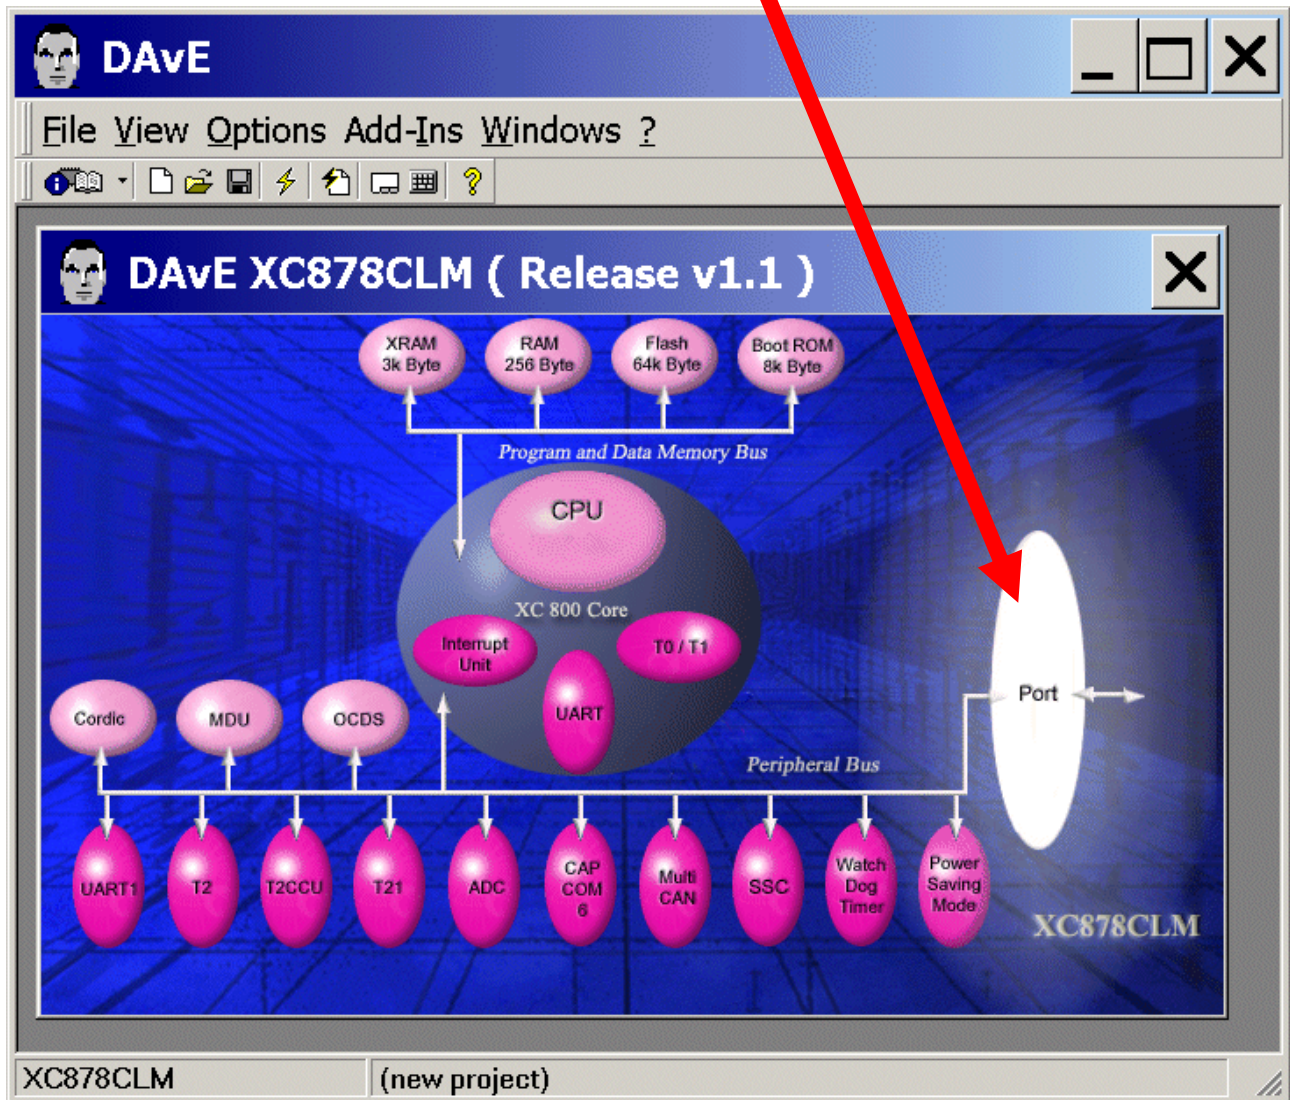 DAvE
File View Options Add-Ins Windows ?
DAvE XC878CLM ( Release v1.1 )
XRAM
3k Byte
RAM
256 Byte
Flash
64k Byte
Boot ROM
8k Byte
Program and Data Memory Bus
CPU
XC 800 Core
Interrupt
Unit
T0 / T1
UART
Cordic
MDU
OCDS
Port
Peripheral Bus
UART1
T2
T2CCU
T21
ADC
CAP
COM
6
Multi
CAN
SSC
Watch
Dog
Timer
Power
Saving
Mode
XC878CLM
XC878CLM
(new project)